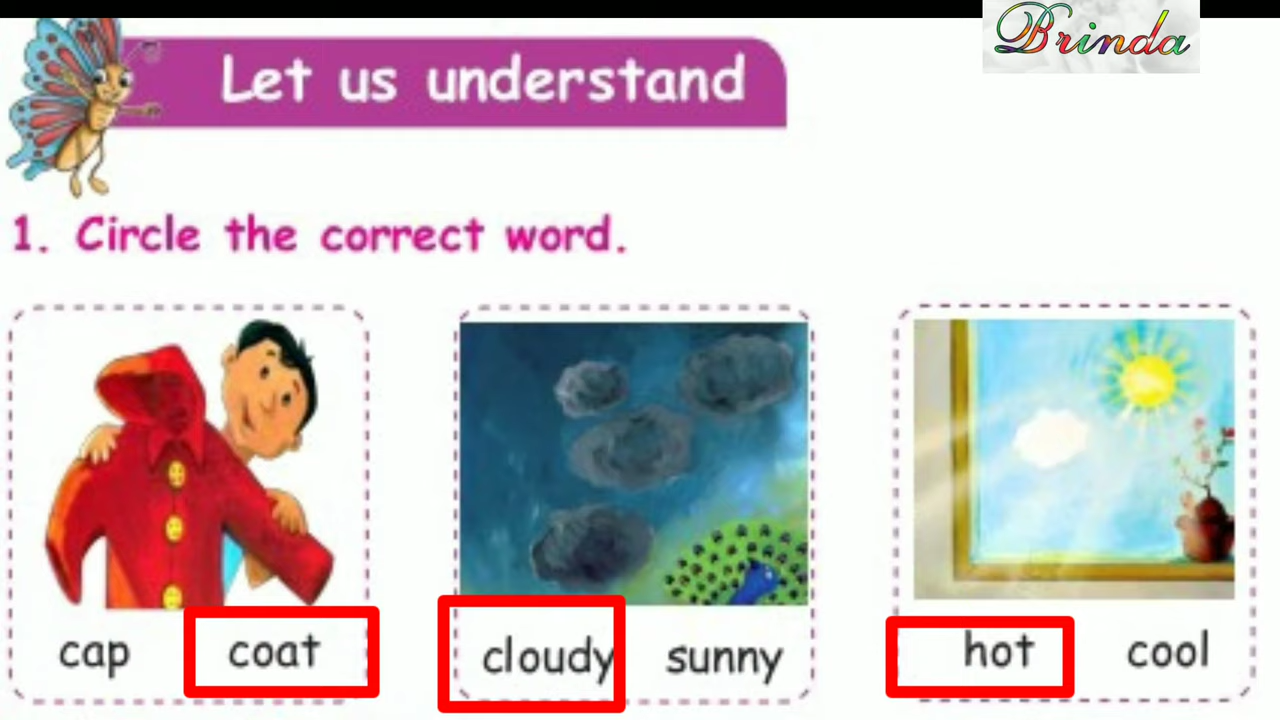 Brinda
Let us understand
1. Circle the correct word.
cap coat
cloudy sunny
hot cool